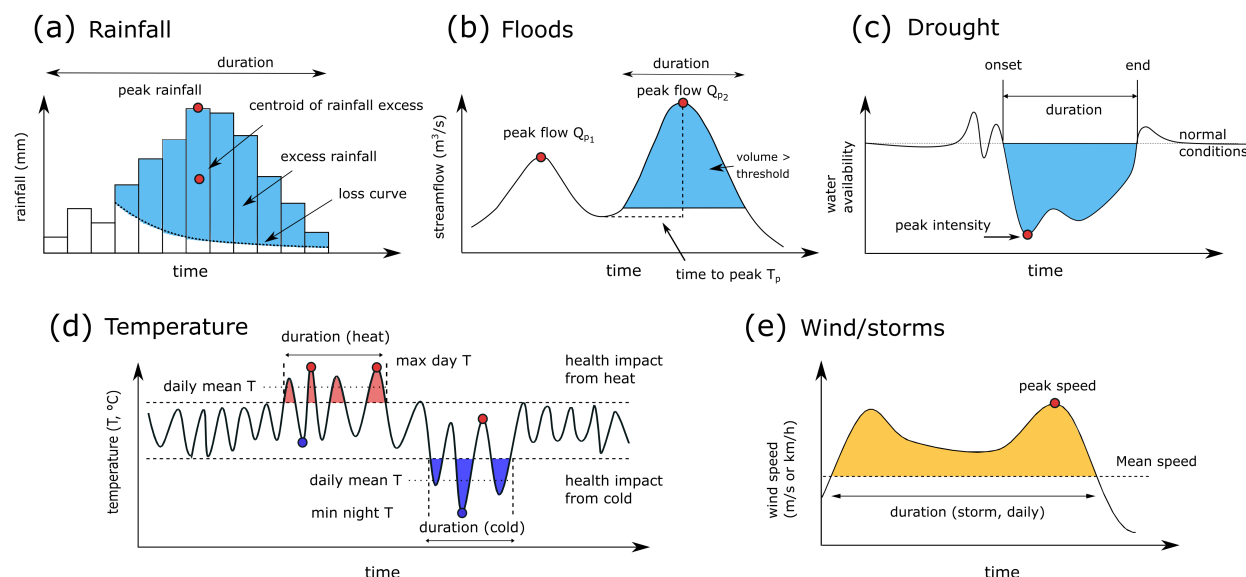 (a) Rainfall
duration
peak rainfall
centroid of rainfall excess
excess rainfall
loss curve
rainfall (mm)
time
(b) Floods
duration
peak flow Qp2
peak flow Qp1
volume >
threshold
streamflow (m³/s)
time
time to peak Tp
(c) Drought
onset
end
duration
normal
conditions
water
availability
peak intensity
time
(d) Temperature
duration (heat)
max day T
health impact
from heat
daily mean T
temperature (T, °C)
daily mean T
health impact
from cold
min night T
duration (cold)
time
(e) Wind/storms
peak speed
Mean speed
wind speed
(m/s or km/h)
duration (storm, daily)
time